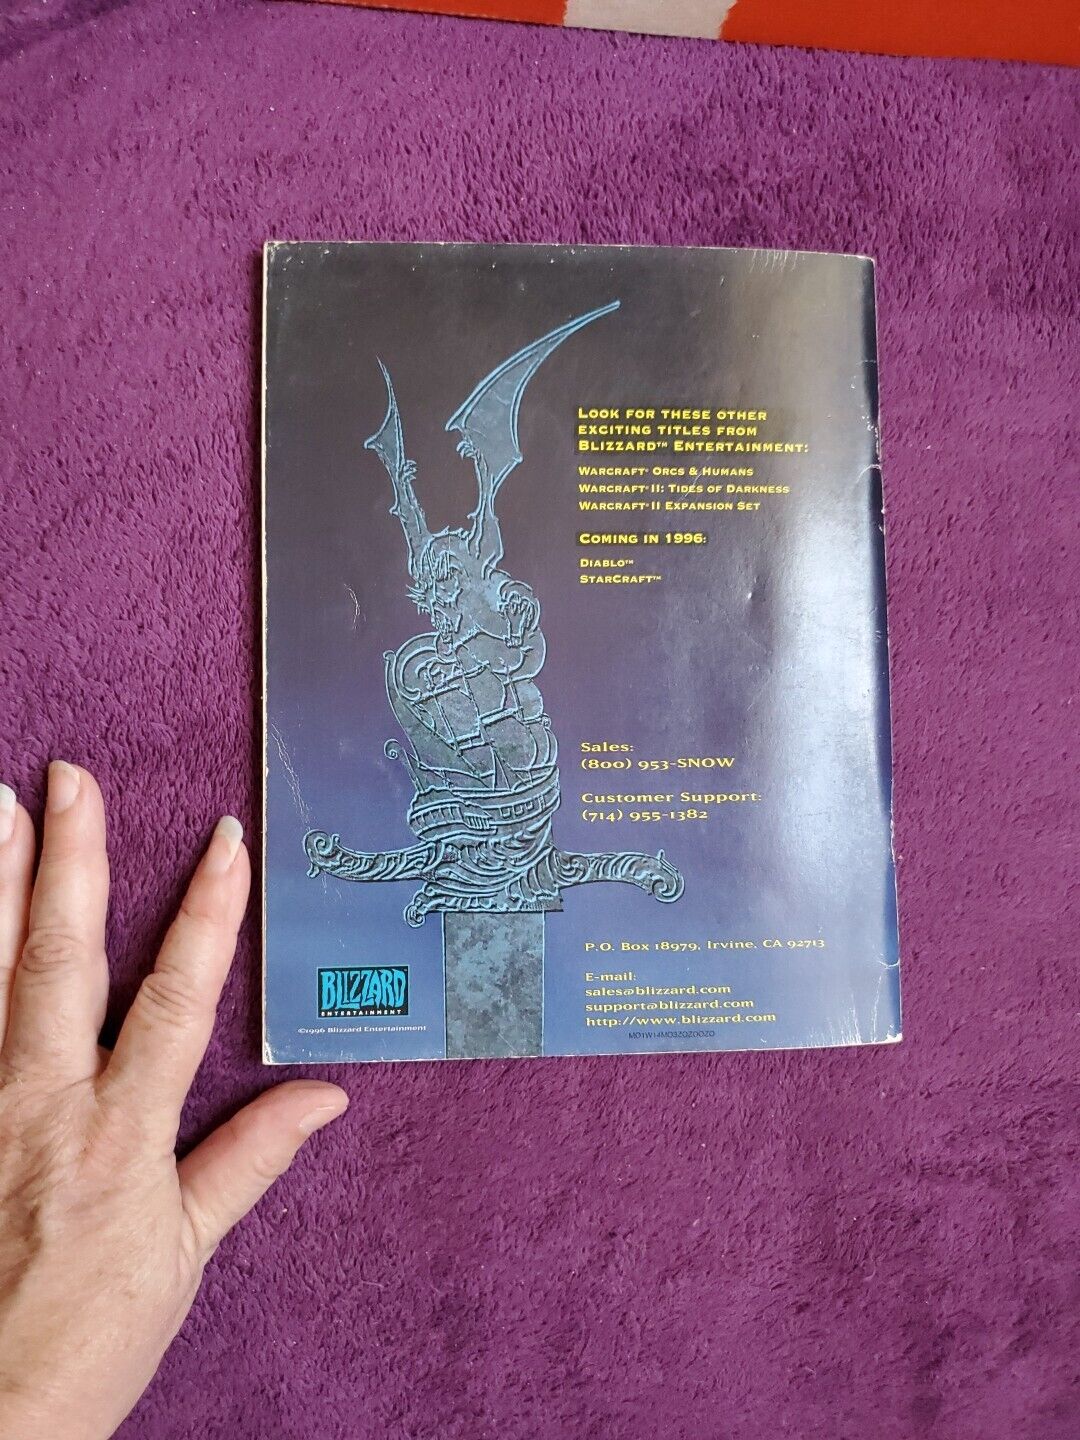 LOOK FOR THESE OTHER
EXCITING TITLES FROM
BLIZZARD™ ENTERTAINMENT:
WARCRAFT® ORCS & HUMANS
WARCRAFT® II: TIDES OF DARKNESS
WARCRAFT® II EXPANSION SET
COMING IN 1996:
DIABLO™
STARCRAFT™
Sales:
(800) 953-SNOW
Customer Support:
(714) 955-1382
P.O. Box 18979, Irvine, CA 92713
E-mail:
sales@blizzard.com
support@blizzard.com
http://www.blizzard.com
BLIZZARD
ENTERTAINMENT
©1996 Blizzard Entertainment